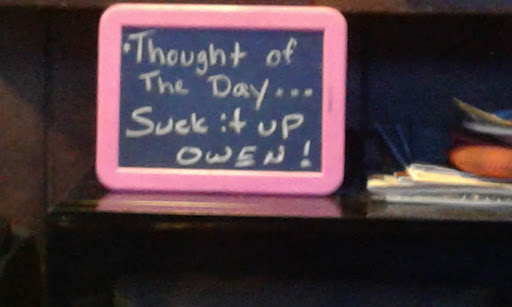 Thought of
The Day...
Suck it up
OWEN!